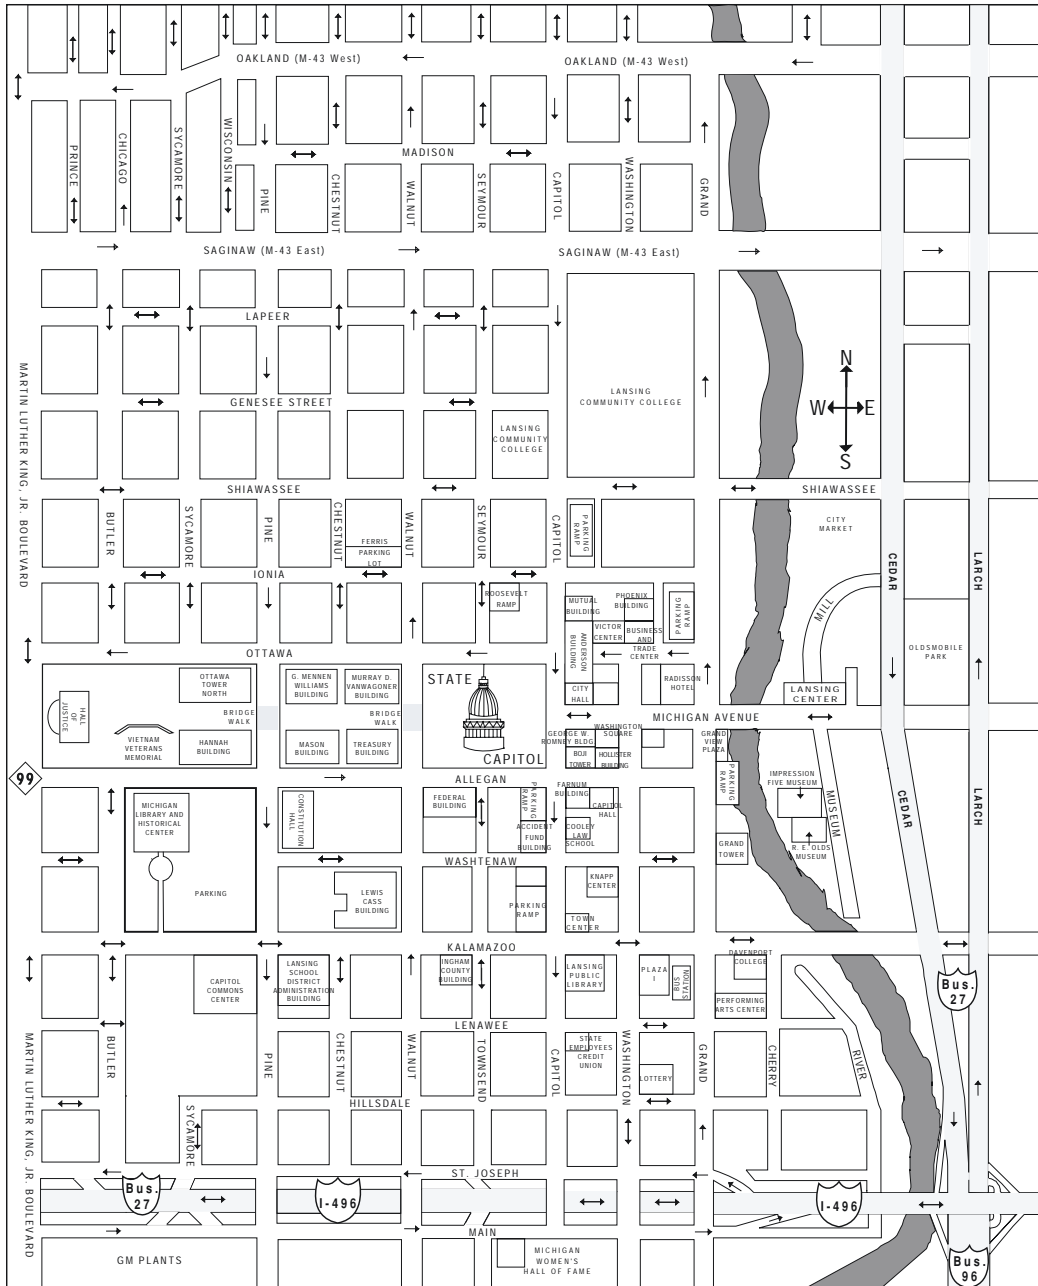 OAKLAND (M-43 West)
OAKLAND (M-43 West)
PRINCE
CHICAGO
SYCAMORE
WISCONSIN
PINE
CHESTNUT
MADISON
WALNUT
SEYMOUR
CAPITOL
WASHINGTON
GRAND
SAGINAW (M-43 East)
SAGINAW (M-43 East)
LAPEER
MARTIN LUTHER KING, JR. BOULEVARD
GENESEE STREET
LANSING
COMMUNITY COLLEGE
LANSING
COMMUNITY
COLLEGE
N
W
E
S
SHIAWASSEE
SHIAWASSEE
BUTLER
SYCAMORE
PINE
CHESTNUT
WALNUT
SEYMOUR
CAPITOL
FERRIS
PARKING
LOT
PARKING
RAMP
CITY
MARKET
CEDAR
LARCH
IONIA
ROOSEVELT
RAMP
MUTUAL
BUILDING
PHOENIX
BUILDING
VICTOR
CENTER
BUSINESS
AND
TRADE
CENTER
ANDERSON
BUILDING
PARKING
RAMP
MILL
OLDSMOBILE
PARK
OTTAWA
OTTAWA
TOWER
NORTH
G. MENNEN
WILLIAMS
BUILDING
MURRAY D.
VANWAGONER
BUILDING
STATE
CAPITOL
CITY
HALL
RADISSON
HOTEL
LANSING
CENTER
HALL
OF
JUSTICE
BRIDGE
WALK
BRIDGE
WALK
MICHIGAN AVENUE
VIETNAM
VETERANS
MEMORIAL
HANNAH
BUILDING
MASON
BUILDING
TREASURY
BUILDING
GEORGE W.
ROMNEY BLDG.
WASHINGTON
SQUARE
BOJI
TOWER
HOLLISTER
BUILDING
GRAND
VIEW
PLAZA
99
ALLEGAN
PARKING
RAMP
IMPRESSION
FIVE MUSEUM
MUSEUM
CEDAR
LARCH
MICHIGAN
LIBRARY AND
HISTORICAL
CENTER
CONSTITUTION
HALL
FEDERAL
BUILDING
PARKING
RAMP
FARNUM
BUILDING
CAPITOL
HALL
ACCIDENT
FUND
BUILDING
COOLEY
LAW
SCHOOL
GRAND
TOWER
R. E. OLDS
MUSEUM
WASHTENAW
PARKING
LEWIS
CASS
BUILDING
PARKING
RAMP
KNAPP
CENTER
TOWN
CENTER
KALAMAZOO
DAVENPORT
COLLEGE
CAPITOL
COMMONS
CENTER
LANSING
SCHOOL
DISTRICT
ADMINISTRATION
BUILDING
INGHAM
COUNTY
BUILDING
LANSING
PUBLIC
LIBRARY
PLAZA
I
BUS
STATION
PERFORMING
ARTS CENTER
Bus.
27
LENAWEE
MARTIN LUTHER KING, JR. BOULEVARD
BUTLER
PINE
CHESTNUT
WALNUT
TOWNSEND
CAPITOL
STATE
EMPLOYEES
CREDIT
UNION
WASHINGTON
LOTTERY
GRAND
CHERRY
RIVER
HILLSDALE
SYCAMORE
ST. JOSEPH
Bus.
27
I-496
I-496
MAIN
GM PLANTS
MICHIGAN
WOMEN'S
HALL OF FAME
Bus.
96